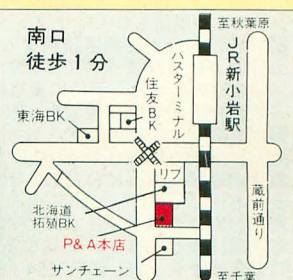 南口
徒歩1分
至秋葉原
JR新小岩駅
バスターミナル
住友BK
東海BK
リフ
蔵前通り
北海道
拓殖BK
P&A本店
サンチェーン
至千葉